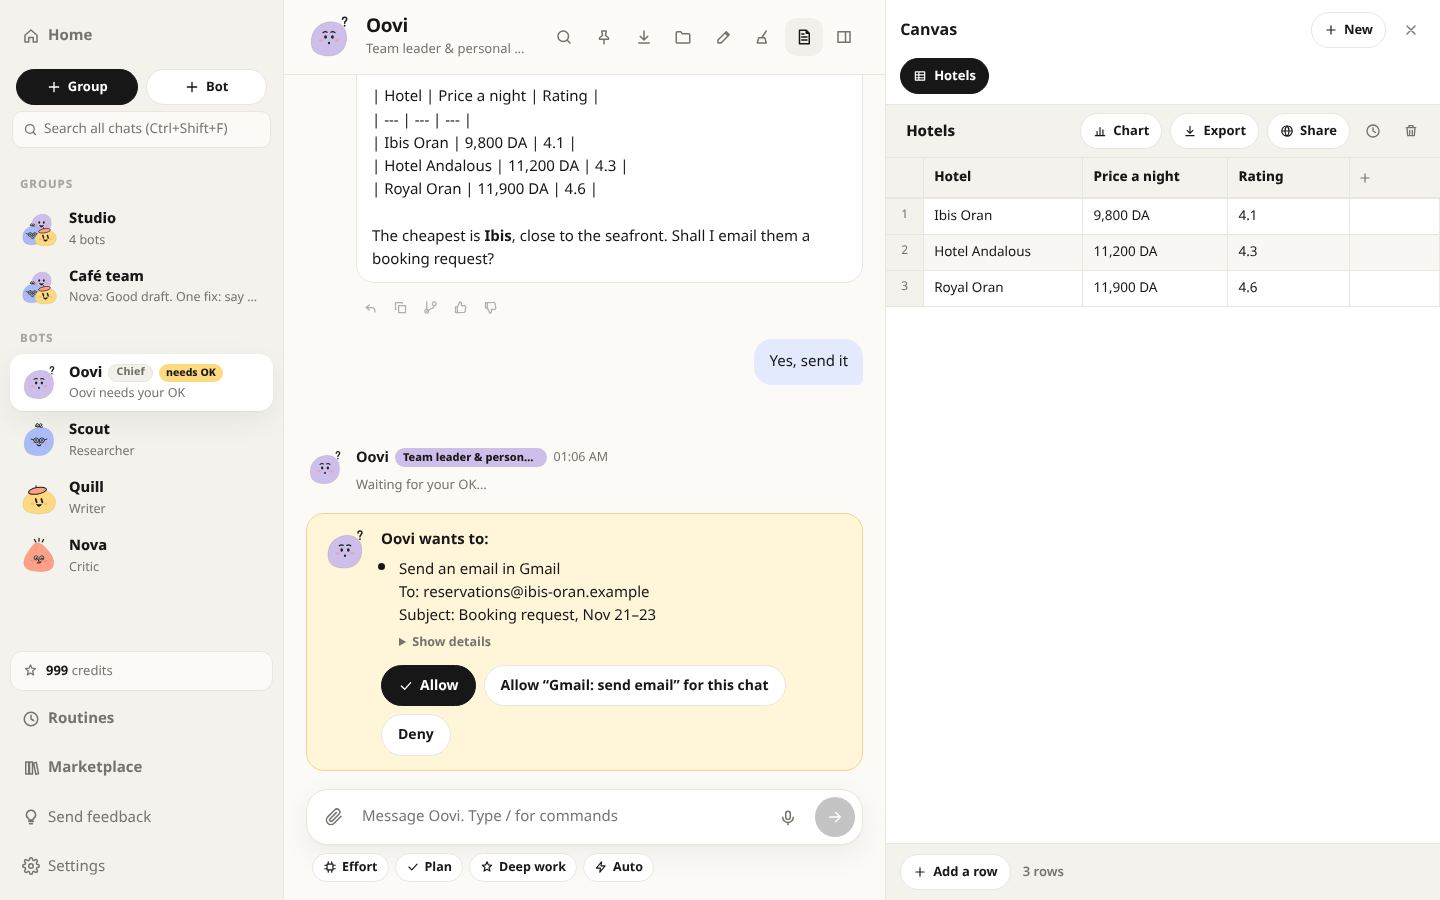 Home
Group
Bot
Search all chats (Ctrl+Shift+F)
GROUPS
Studio
4 bots
Café team
Nova: Good draft. One fix: say ...
BOTS
Oovi Chief needs OK
Oovi needs your OK
Scout
Researcher
Quill
Writer
Nova
Critic
999 credits
Routines
Marketplace
Send feedback
Settings
Oovi
Team leader & personal ...
| Hotel | Price a night | Rating |
| --- | --- | --- |
| Ibis Oran | 9,800 DA | 4.1 |
| Hotel Andalous | 11,200 DA | 4.3 |
| Royal Oran | 11,900 DA | 4.6 |
The cheapest is Ibis, close to the seafront. Shall I email them a
booking request?
Yes, send it
Oovi Team leader & person... 01:06 AM
Waiting for your OK...
Oovi wants to:
Send an email in Gmail
To: reservations@ibis-oran.example
Subject: Booking request, Nov 21–23
Show details
Allow
Allow “Gmail: send email” for this chat
Deny
Message Oovi. Type / for commands
Effort
Plan
Deep work
Auto
Canvas
New
Hotels
Hotels
Chart
Export
Share
Hotel Price a night Rating +
1 Ibis Oran 9,800 DA 4.1
2 Hotel Andalous 11,200 DA 4.3
3 Royal Oran 11,900 DA 4.6
Add a row
3 rows